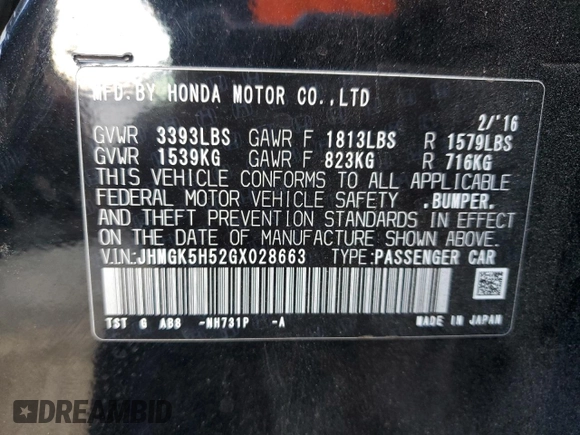 MFD.BY HONDA MOTOR CO.,LTD
2/'16
GVWR 3393LBS GAWR F 1813LBS R 1579LBS
GVWR 1539KG GAWR F 823KG R 716KG
THIS VEHICLE CONFORMS TO ALL APPLICABLE
FEDERAL MOTOR VEHICLE SAFETY ,BUMPER,
AND THEFT PREVENTION STANDARDS IN EFFECT
ON THE DATE OF MANUFACTURE SHOWN ABOVE.
V.I.N:JHMGK5H52GX028663 TYPE:PASSENGER CAR
TST G AB8 -NH731P -A
MADE IN JAPAN
DREAMBID